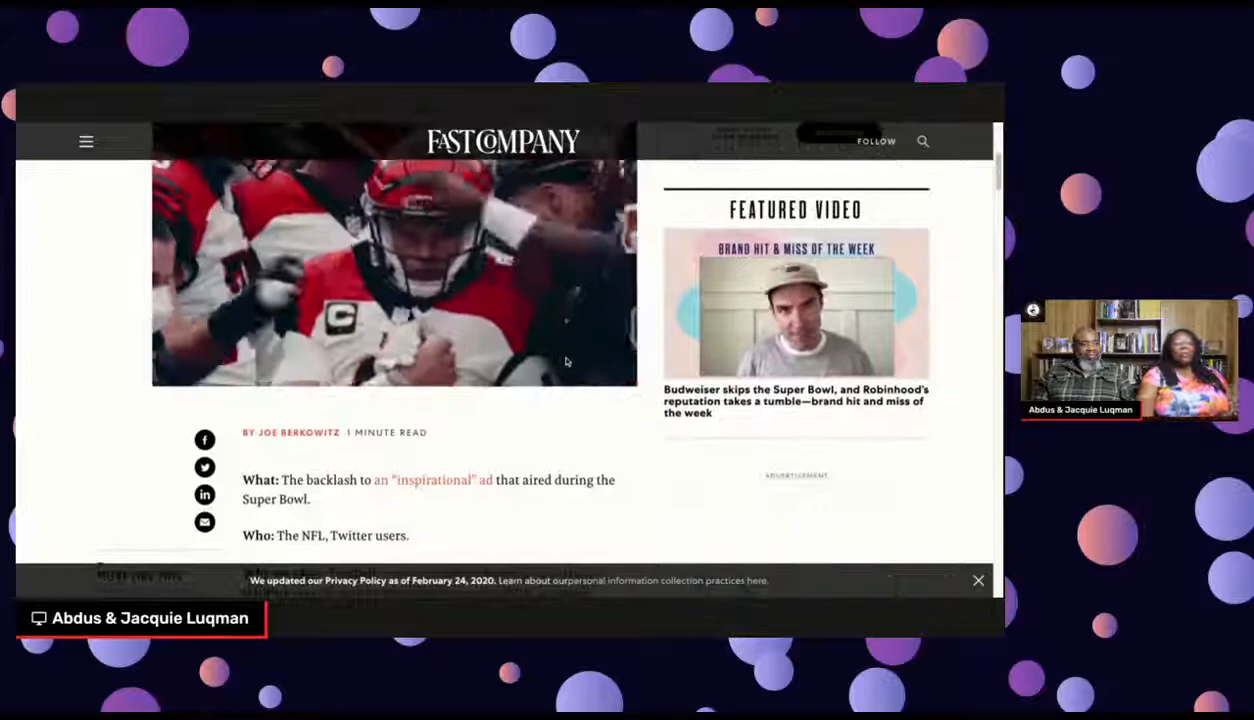 FAST COMPANY
FOLLOW
C
FEATURED VIDEO
BRAND HIT & MISS OF THE WEEK
Budweiser skips the Super Bowl, and Robinhood's
reputation takes a tumble—brand hit and miss of
the week
BY JOE BERKOWITZ 1 MINUTE READ
What: The backlash to an "inspirational" ad that aired during the
Super Bowl.
Who: The NFL, Twitter users.
ADVERTISEMENT
We updated our Privacy Policy as of February 24, 2020. Learn about ourpersonal information collection practices here.
Abdus & Jacquie Luqman
Abdus & Jacquie Luqman